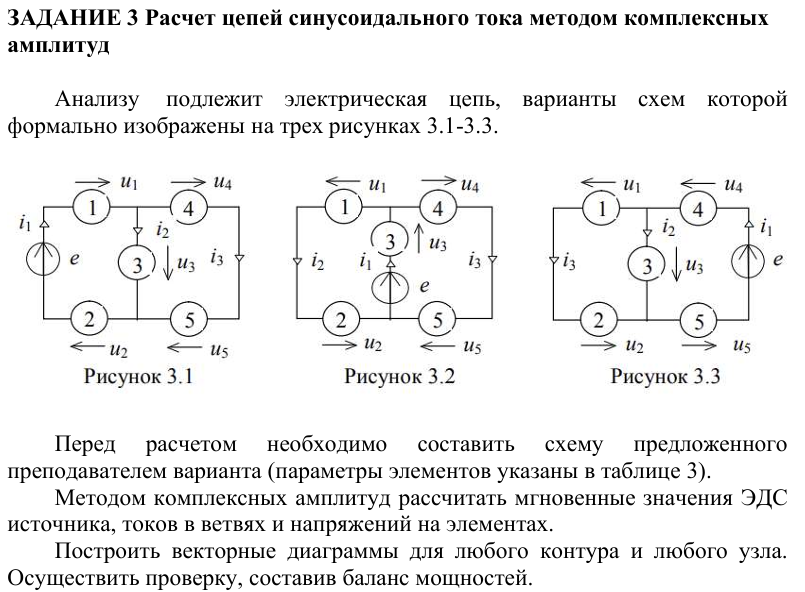 ЗАДАНИЕ 3 Расчет цепей синусоидального тока методом комплексных
амплитуд
Анализу подлежит электрическая цепь, варианты схем которой
формально изображены на трех рисунках 3.1-3.3.
u1 u4
i1 1 i2 4
e 3 u3 i3
2 5
u2 u5
Рисунок 3.1
u1 u4
1 4
i2 3 u3 i3
i1 e
2 5
u2 u5
Рисунок 3.2
u1 u4
1 i2 4 i1
i3 3 u3 e
2 5
u2 u5
Рисунок 3.3
Перед расчетом необходимо составить схему предложенного
преподавателем варианта (параметры элементов указаны в таблице 3).
Методом комплексных амплитуд рассчитать мгновенные значения ЭДС
источника, токов в ветвях и напряжений на элементах.
Построить векторные диаграммы для любого контура и любого узла.
Осуществить проверку, составив баланс мощностей.